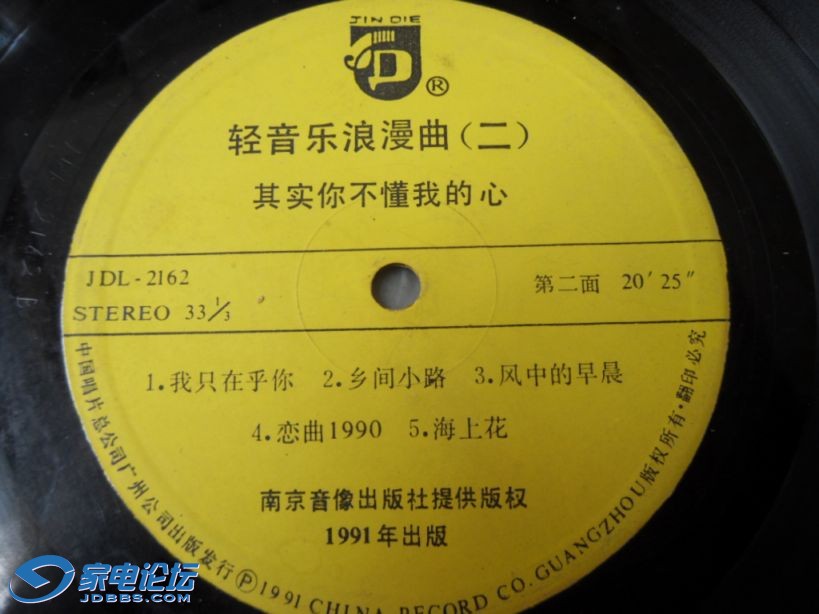 JIN DIE
JD®
轻音乐浪漫曲(二)
其实你不懂我的心
JDL-2162
第二面 20′25″
STEREO 33⅓
1.我只在乎你 2.乡间小路 3.风中的早晨
4.恋曲1990 5.海上花
南京音像出版社提供版权
1991年出版
中国唱片总公司广州公司出版发行Ⓟ1991 CHINA RECORD CO. GUANGZHOU版权所有·翻印必究
家电论坛
JDBBS.COM